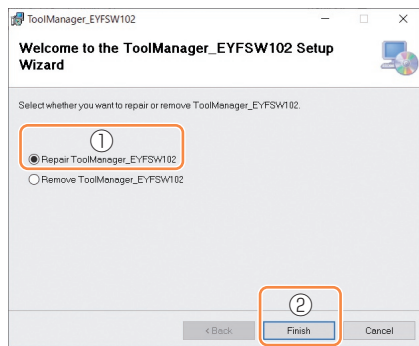 ToolManager_EYFSW102
Welcome to the ToolManager_EYFSW102 Setup
Wizard
Select whether you want to repair or remove ToolManager_EYFSW102.
①
Repair ToolManager_EYFSW102
Remove ToolManager_EYFSW102
②
< Back
Finish
Cancel